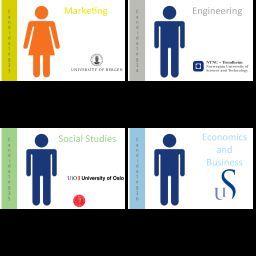 Marketing
UNIVERSITY OF BERGEN
Engineering
NTNU – Trondheim
Norwegian University of
Science and Technology
Social Studies
UiO University of Oslo
Economics
and
Business